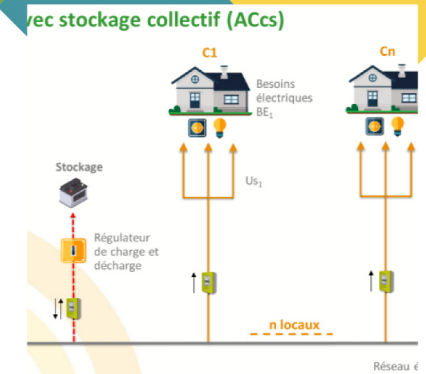 vec stockage collectif (ACcs)
C1
Cn
Besoins
électriques
BE₁
Us₁
Stockage
Régulateur
de charge et
décharge
n locaux
Réseau é